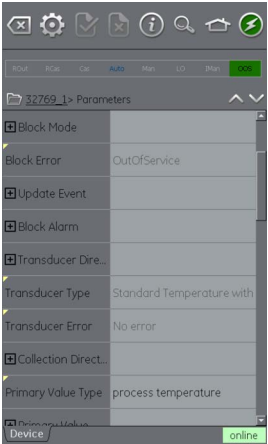 ROut RCas Cas Auto Man LO IMan OOS
32769_1> Parameters
Block Mode
Block Error OutOfService
Update Event
Block Alarm
Transducer Dire...
Transducer Type Standard Temperature with
Transducer Error No error
Collection Direct...
Primary Value Type process temperature
Primary Value
Device online